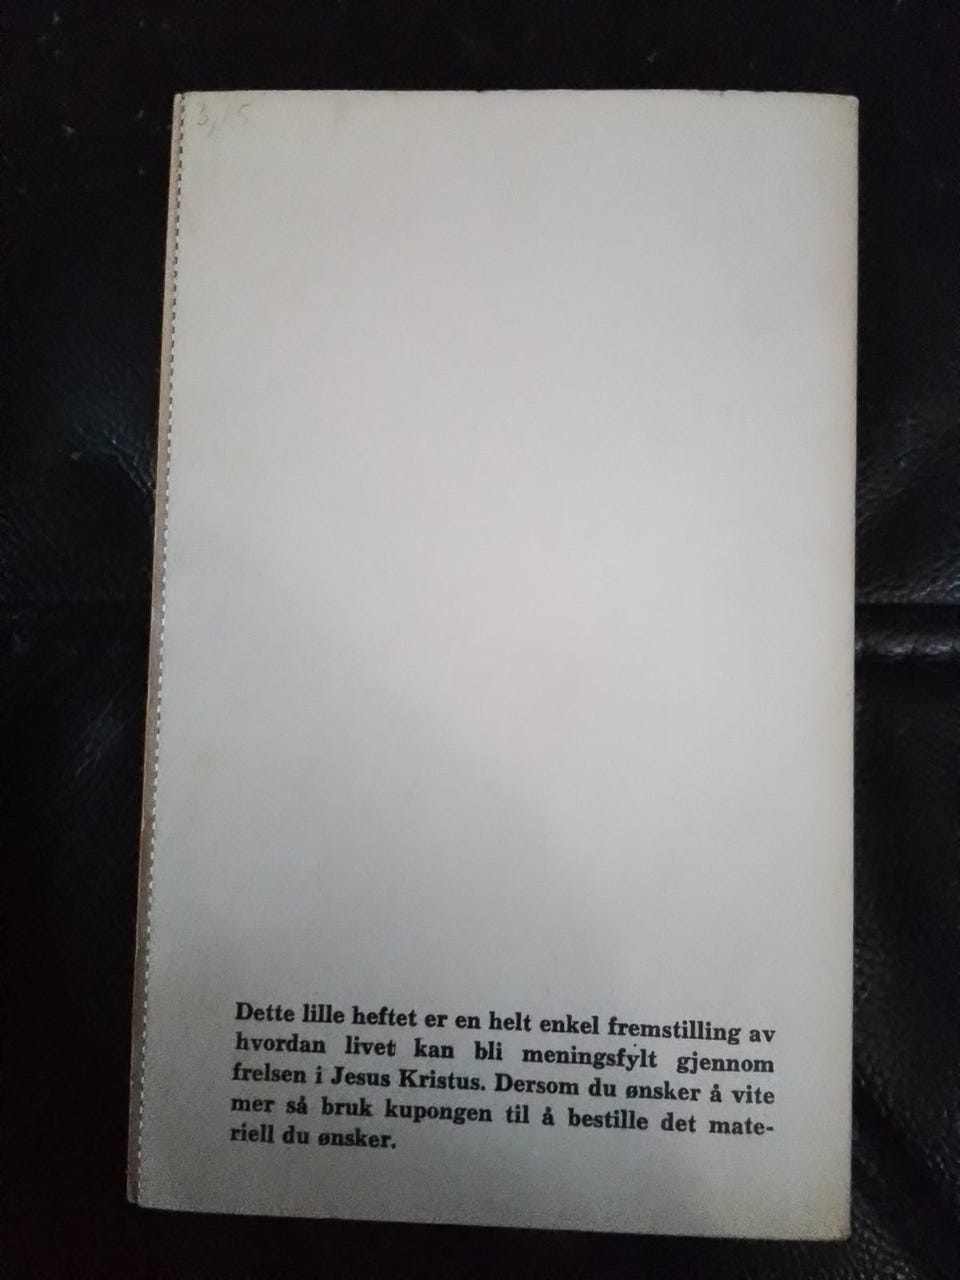 Dette lille heftet er en helt enkel fremstilling av
hvordan livet kan bli meningsfylt gjennom
frelsen i Jesus Kristus. Dersom du ønsker å vite
mer så bruk kupongen til å bestille det mate-
riell du ønsker.